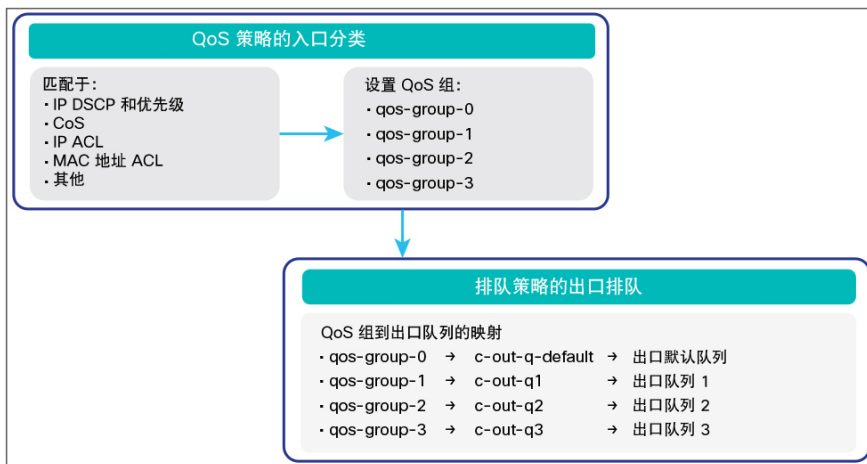 QoS 策略的入口分类
匹配于：
· IP DSCP 和优先级
· CoS
· IP ACL
· MAC 地址 ACL
· 其他
设置 QoS 组：
· qos-group-0
· qos-group-1
· qos-group-2
· qos-group-3
排队策略的出口排队
QoS 组到出口队列的映射
· qos-group-0 → c-out-q-default → 出口默认队列
· qos-group-1 → c-out-q1 → 出口队列 1
· qos-group-2 → c-out-q2 → 出口队列 2
· qos-group-3 → c-out-q3 → 出口队列 3